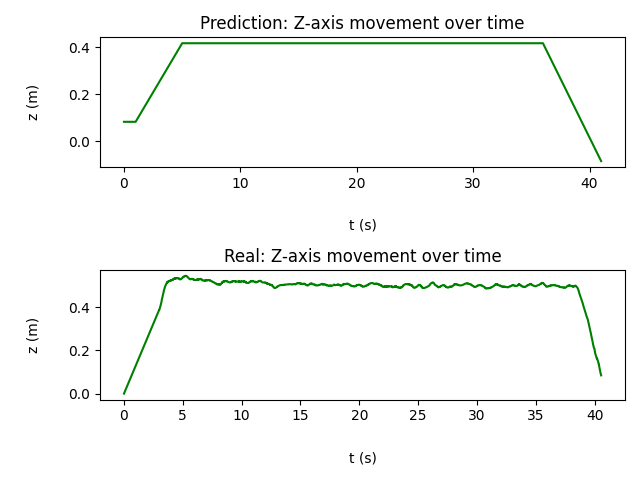 Prediction: Z-axis movement over time
z (m)
0.4
0.2
0.0
0 10 20 30 40
t (s)
Real: Z-axis movement over time
z (m)
0.4
0.2
0.0
0 5 10 15 20 25 30 35 40
t (s)